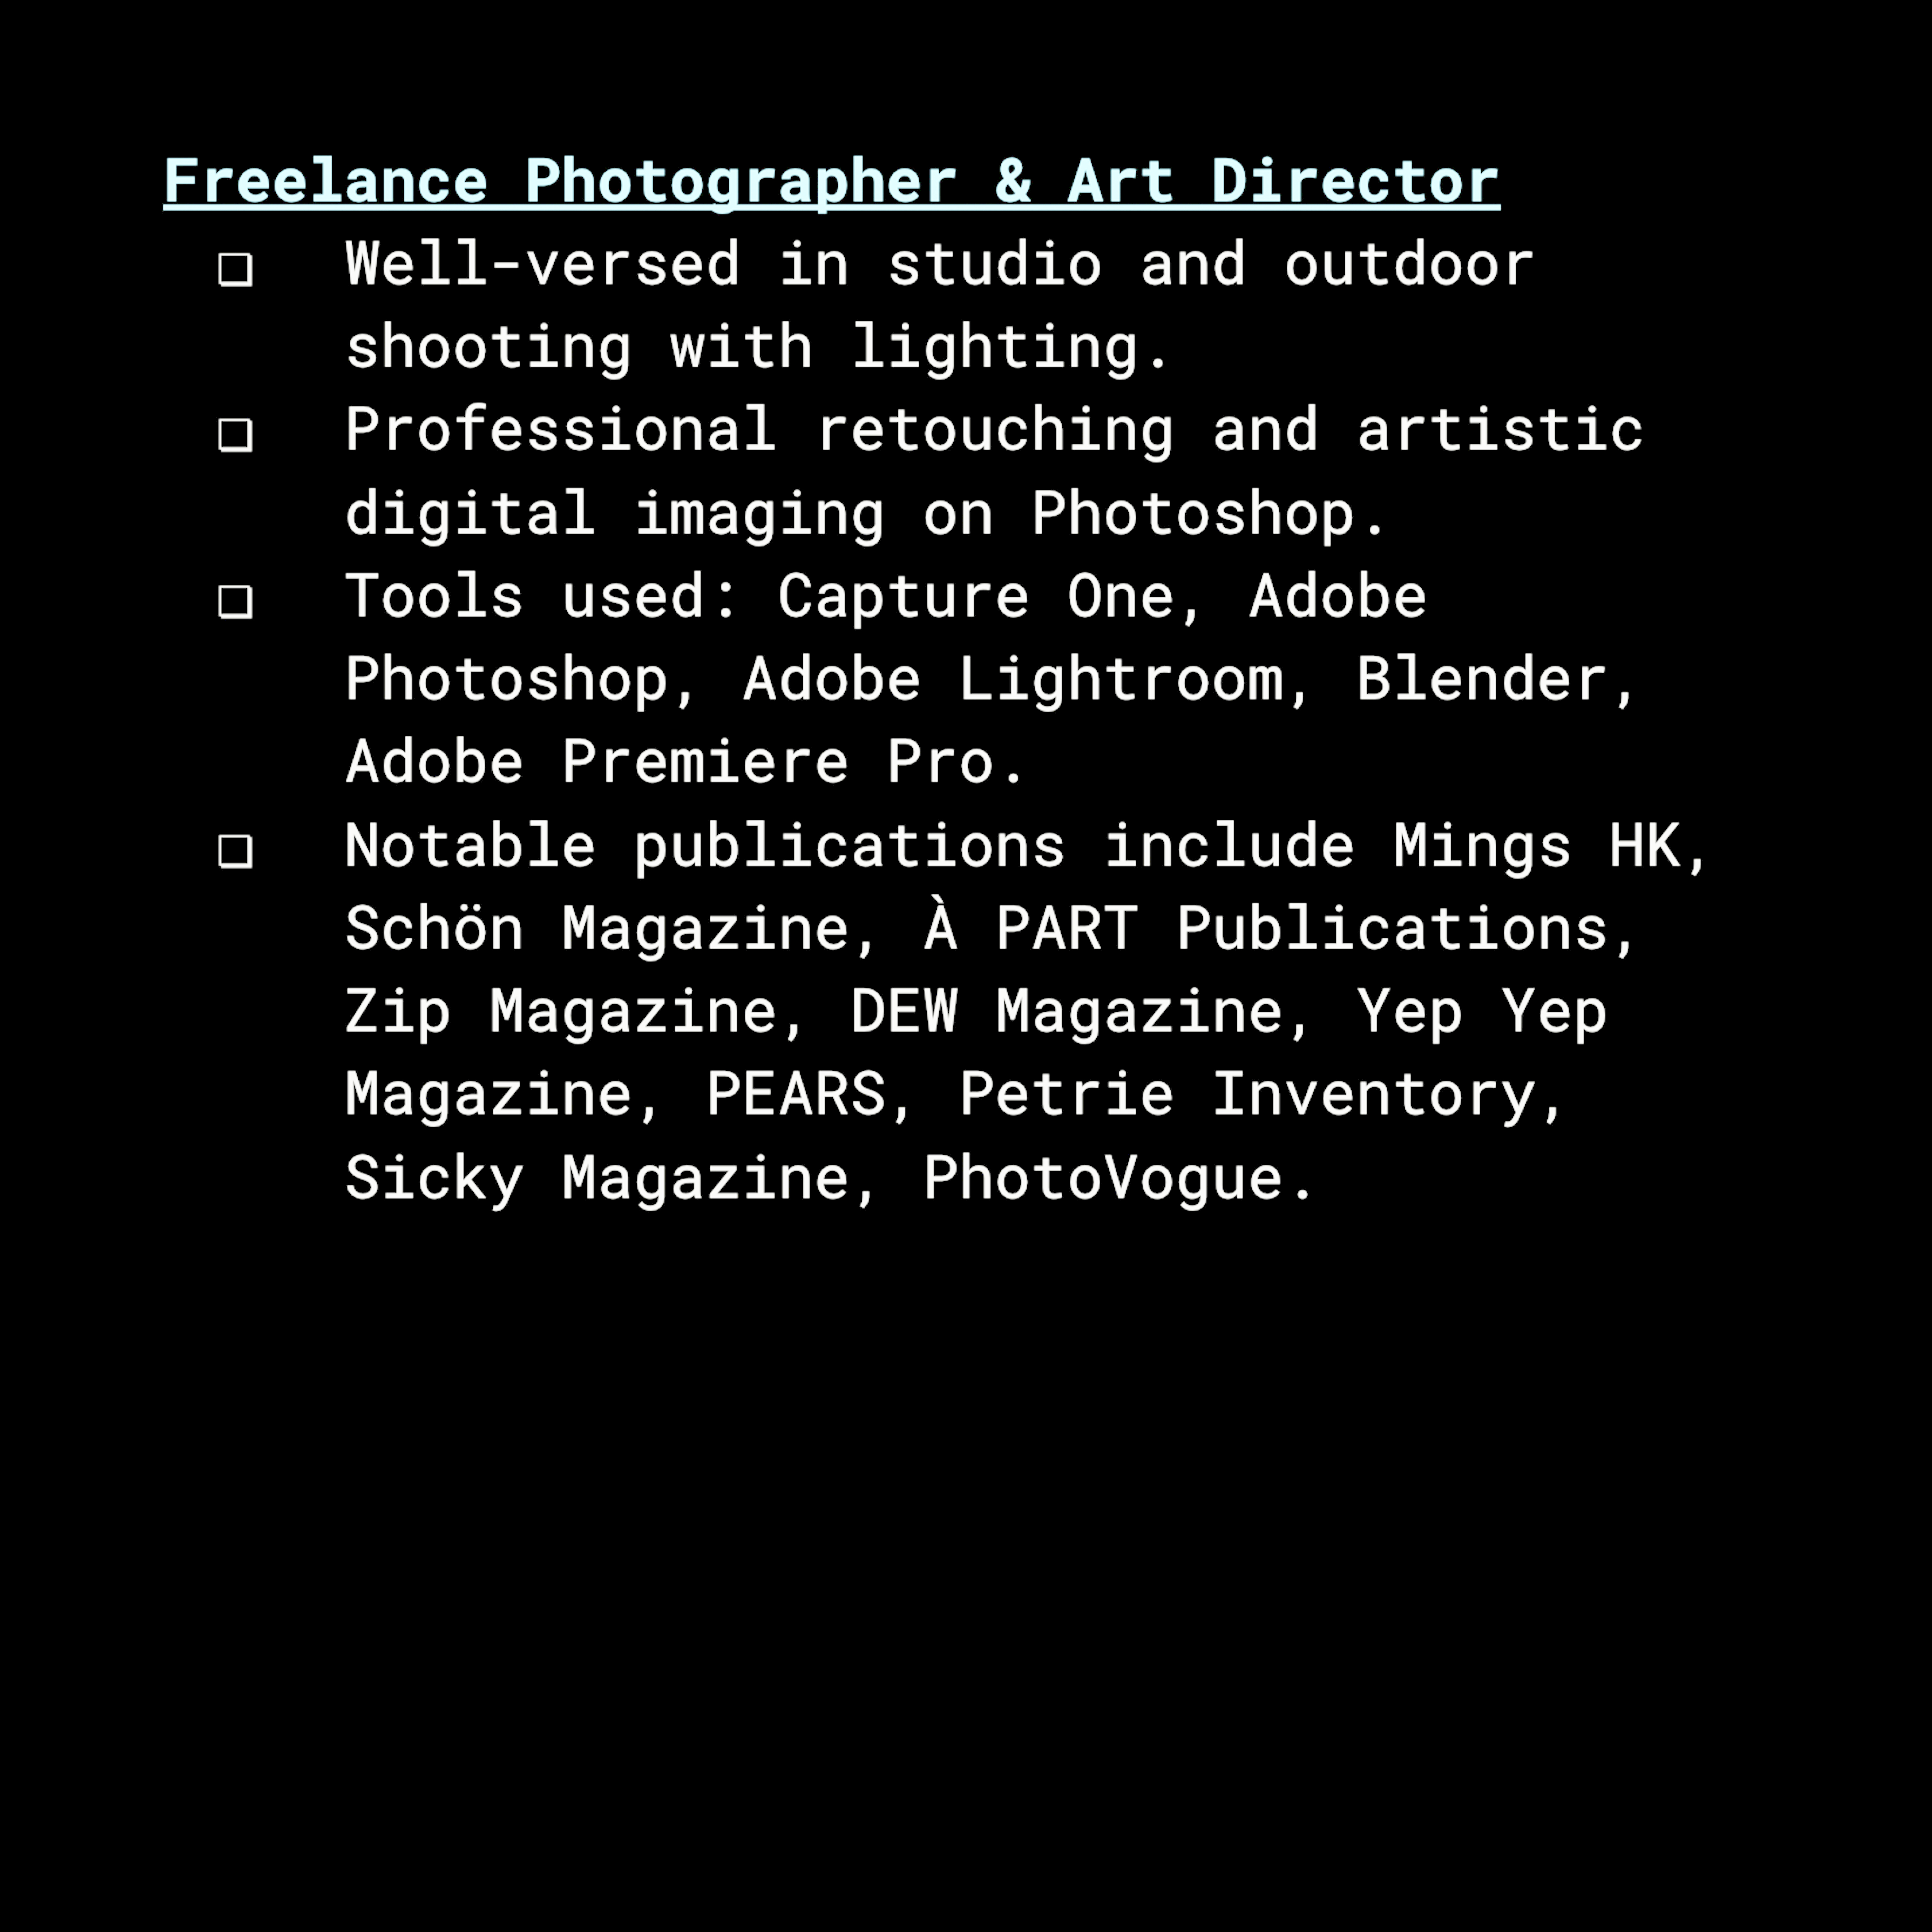 Freelance Photographer & Art Director
❏ Well-versed in studio and outdoor
shooting with lighting.
❏ Professional retouching and artistic
digital imaging on Photoshop.
❏ Tools used: Capture One, Adobe
Photoshop, Adobe Lightroom, Blender,
Adobe Premiere Pro.
❏ Notable publications include Mings HK,
Schön Magazine, À PART Publications,
Zip Magazine, DEW Magazine, Yep Yep
Magazine, PEARS, Petrie Inventory,
Sicky Magazine, PhotoVogue.